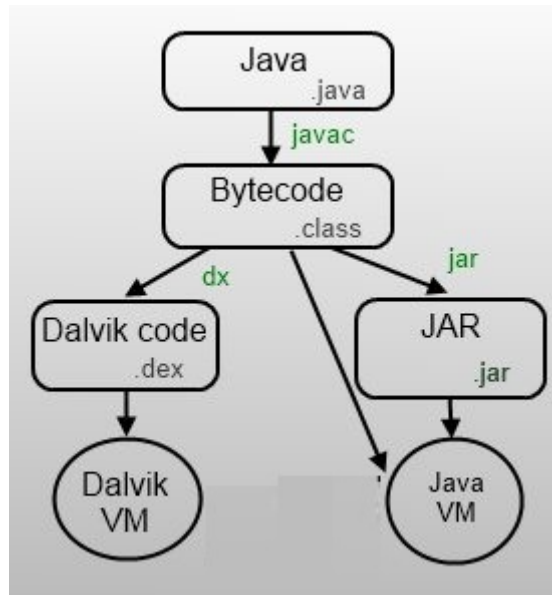 Java
.java
javac
Bytecode
.class
dx
jar
Dalvik code
.dex
JAR
.jar
Dalvik
VM
Java
VM